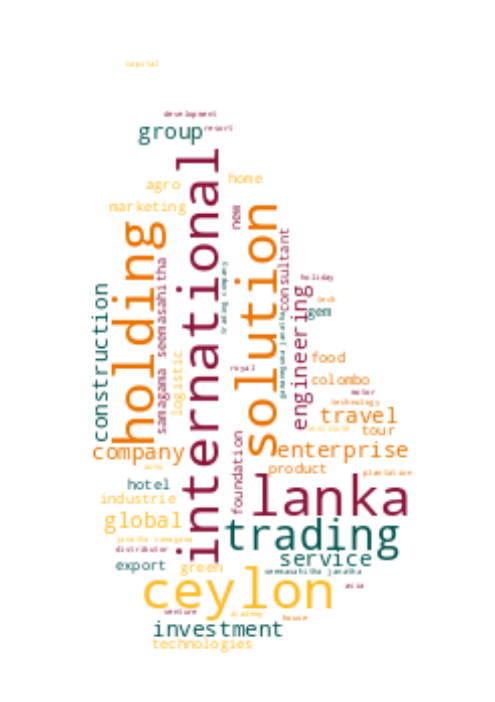 capital
development
group resort
agro
home
marketing
international
holding
solution
new
samagama seemasahitha
trading company
consultant
construction
engineering
holiday
tech
gem
logistic
royal
food
colombo
motor
technology
travel
tour
company
enterprise
foundation
product
plantation
auto
hotel
industrie
lanka
global
trading
janatha samagama
distributor
service
export
green
seemasahitha janatha
ceylon
asia
venture
academy
house
investment
technologies